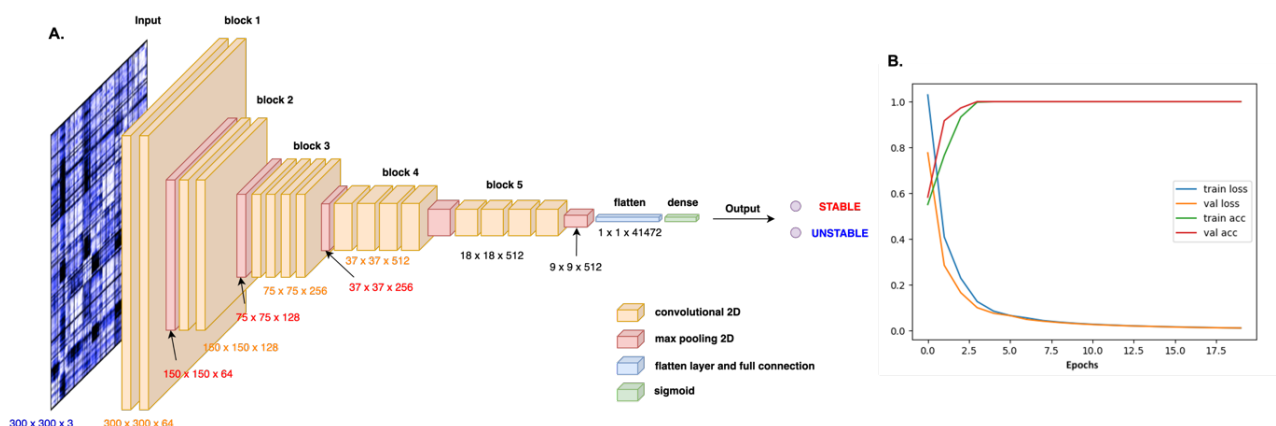 A.
Input
block 1
block 2
block 3
block 4
block 5
flatten
dense
Output
STABLE
UNSTABLE
1 x 1 x 41472
18 x 18 x 512
9 x 9 x 512
37 x 37 x 512
37 x 37 x 256
75 x 75 x 256
75 x 75 x 128
150 x 150 x 128
150 x 150 x 64
300 x 300 x 3
300 x 300 x 64
convolutional 2D
max pooling 2D
flatten layer and full connection
sigmoid
B.
1.0
0.8
0.6
0.4
0.2
0.0
train loss
val loss
train acc
val acc
0.0 2.5 5.0 7.5 10.0 12.5 15.0 17.5
Epochs